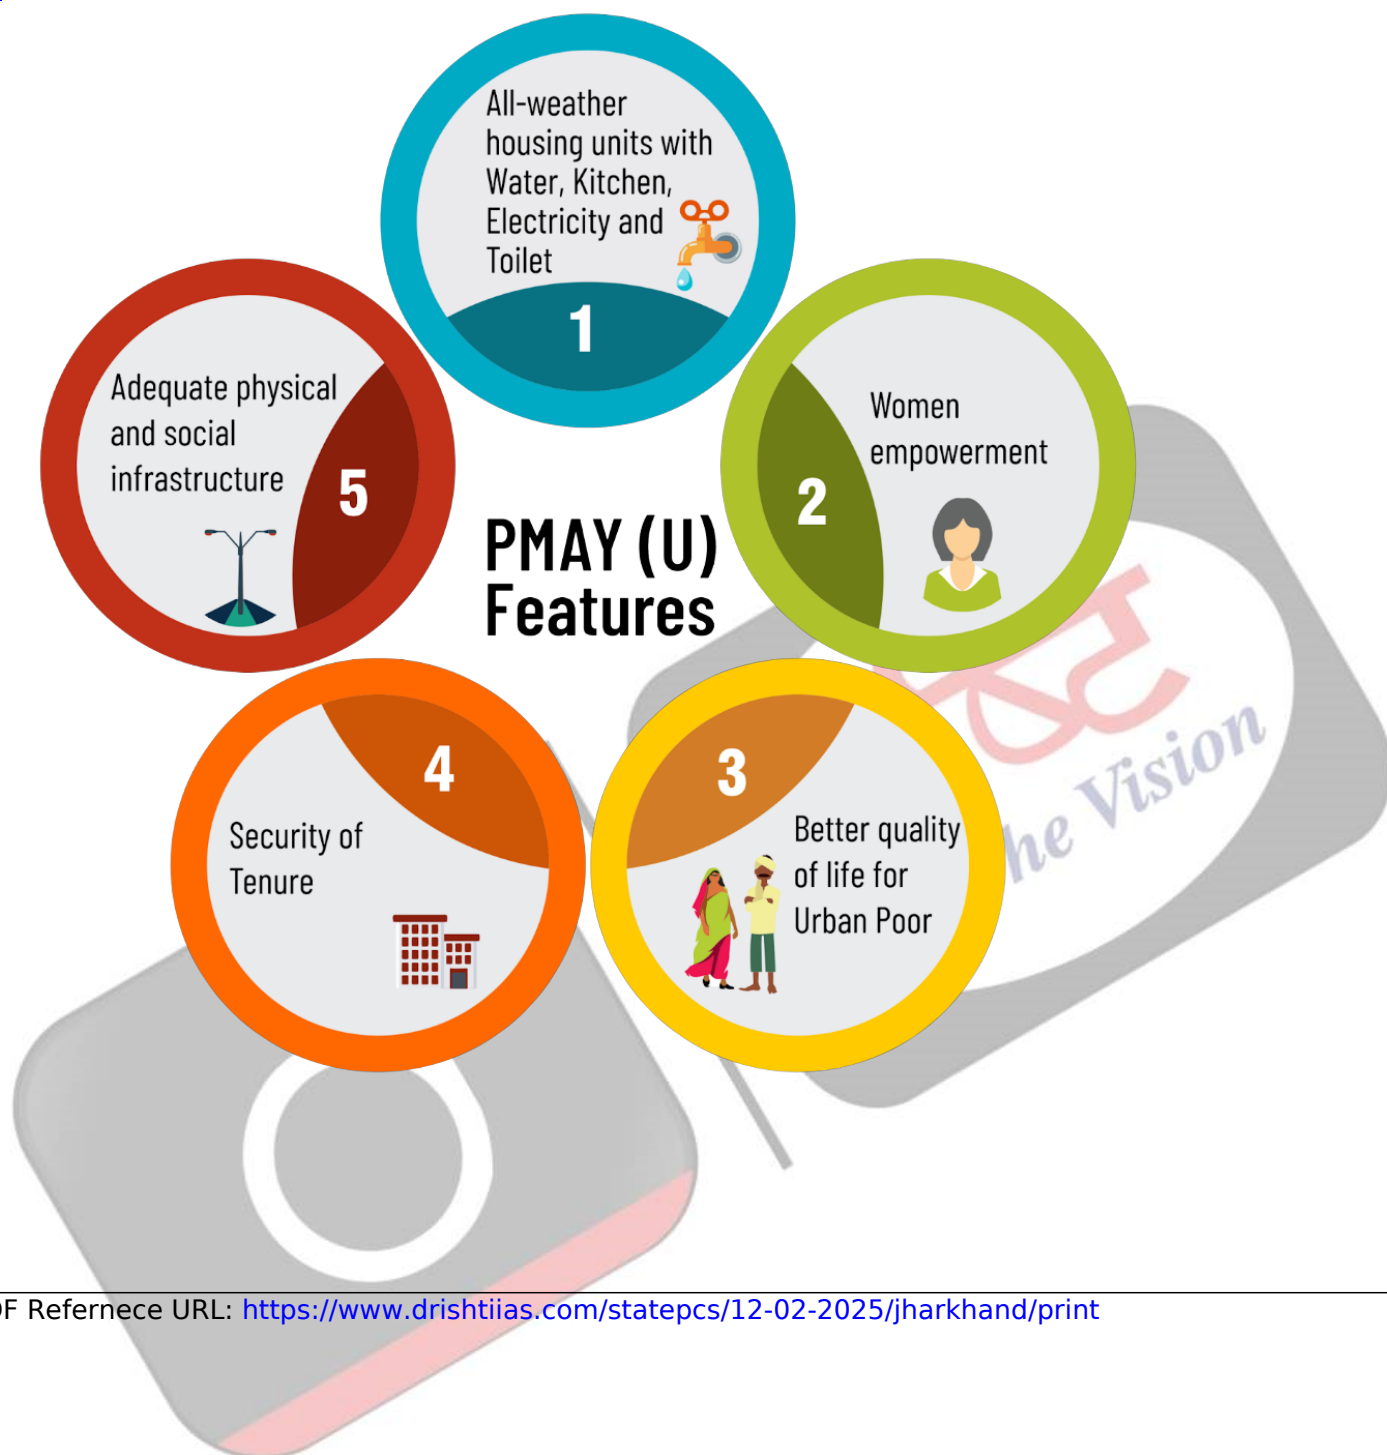 All-weather
housing units with
Water, Kitchen,
Electricity and
Toilet
1
Women
empowerment
2
3
Better quality
of life for
Urban Poor
4
Security of
Tenure
Adequate physical
and social
infrastructure
5
PMAY (U)
Features
he Vision
F Refernece URL: https://www.drishtiias.com/statepcs/12-02-2025/jharkhand/print